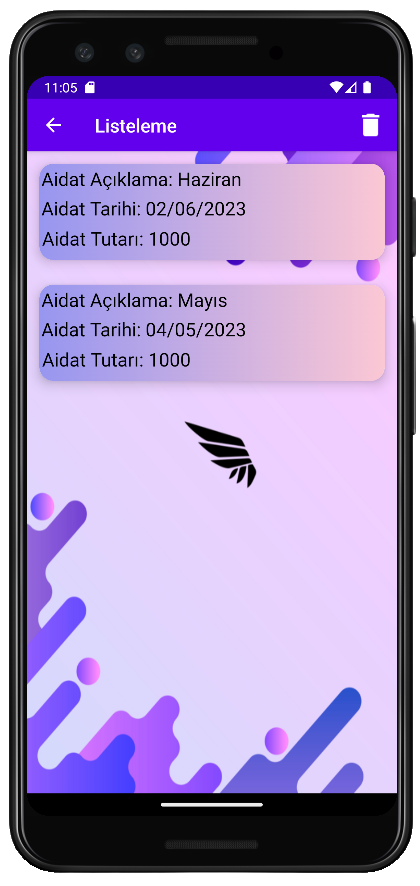 11:05
Listeleme
Aidat Açıklama: Haziran
Aidat Tarihi: 02/06/2023
Aidat Tutarı: 1000
Aidat Açıklama: Mayıs
Aidat Tarihi: 04/05/2023
Aidat Tutarı: 1000